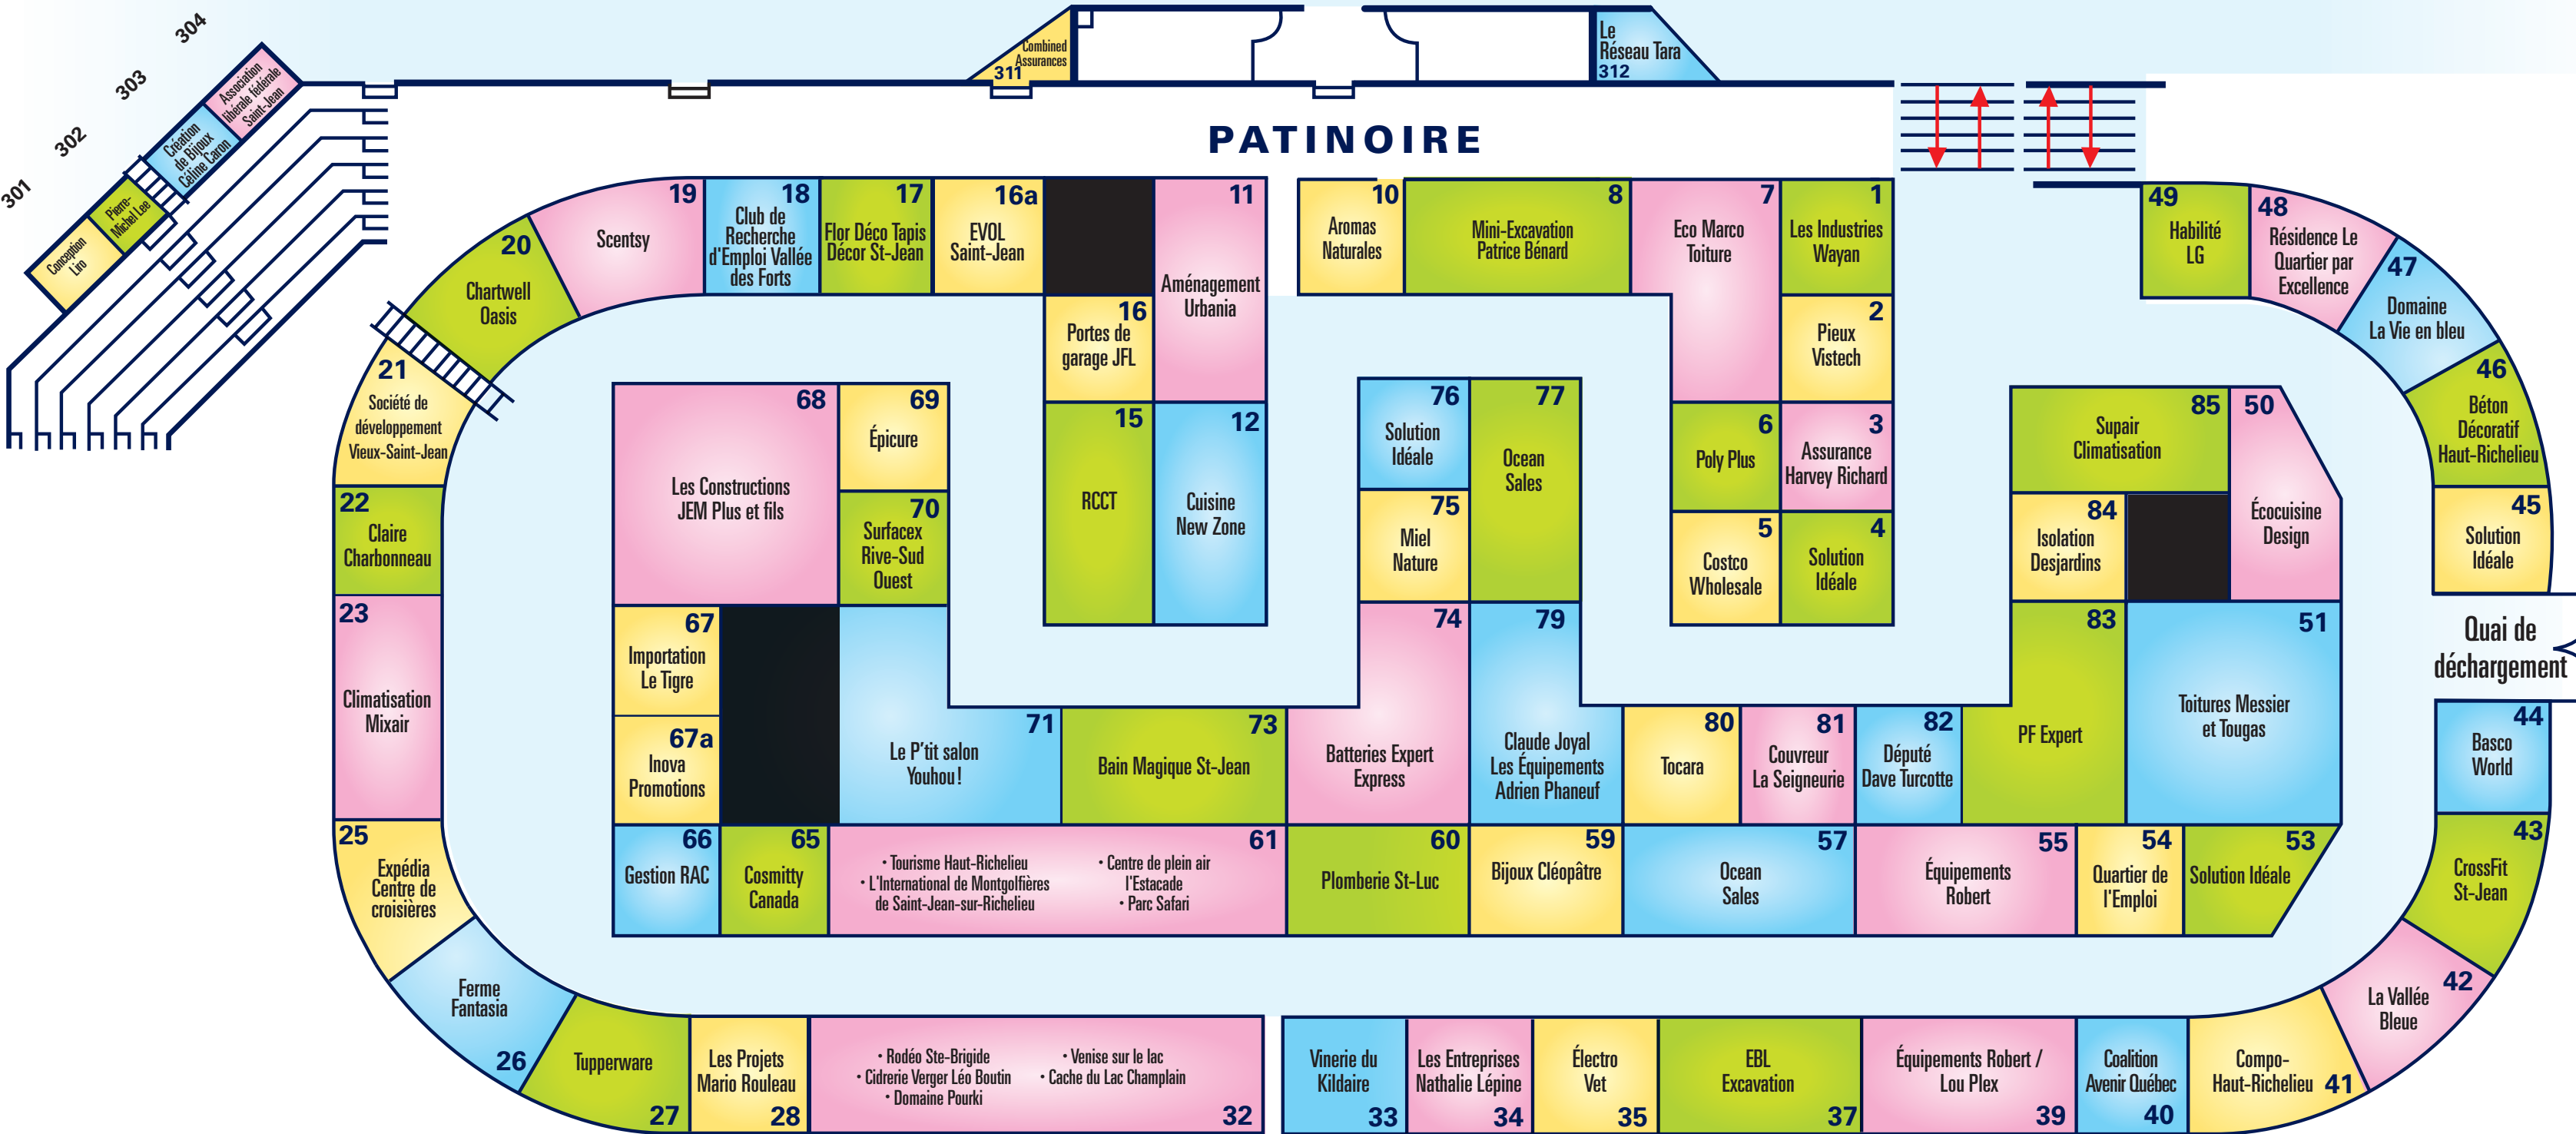 304
303
302
301
Association
libérale fédérale
Saint-Jean
Création
de Bijoux
Céline Caron
Pierre-
Michel Lee
Conception
Liro
Combined
Assurances
311
Le
Réseau Tara
312
PATINOIRE
19
Scentsy
18
Club de
Recherche
d'Emploi Vallée
des Forts
17
Flor Déco Tapis
Décor St-Jean
16a
EVOL
Saint-Jean
11
Aménagement
Urbania
10
Aromas
Naturales
8
Mini-Excavation
Patrice Bénard
7
Eco Marco
Toiture
1
Les Industries
Wayan
49
Habilité
LG
48
Résidence Le
Quartier par
Excellence
47
Domaine
La Vie en bleu
20
Chartwell
Oasis
16
Portes de
garage JFL
2
Pieux
Vistech
21
Société de
développement
Vieux-Saint-Jean
46
Béton
Décoratif
Haut-Richelieu
68
Les Constructions
JEM Plus et fils
69
Épicure
15
RCCT
12
Cuisine
New Zone
76
Solution
Idéale
77
Ocean
Sales
6
Poly Plus
3
Assurance
Harvey Richard
85
Supair
Climatisation
50
Écocuisine
Design
22
Claire
Charbonneau
70
Surfacex
Rive-Sud
Ouest
75
Miel
Nature
5
Costco
Wholesale
4
Solution
Idéale
84
Isolation
Desjardins
45
Solution
Idéale
23
Climatisation
Mixair
67
Importation
Le Tigre
67a
Inova
Promotions
71
Le P'tit salon
Youhou !
73
Bain Magique St-Jean
74
Batteries Expert
Express
79
Claude Joyal
Les Équipements
Adrien Phaneuf
80
Tocara
81
Couvreur
La Seigneurie
82
Député
Dave Turcotte
83
PF Expert
51
Toitures Messier
et Tougas
Quai de
déchargement
44
Basco
World
25
Expédia
Centre de
croisières
66
Gestion RAC
65
Cosmitty
Canada
61
• Tourisme Haut-Richelieu
• L'International de Montgolfières
de Saint-Jean-sur-Richelieu
• Centre de plein air
l'Estacade
• Parc Safari
60
Plomberie St-Luc
59
Bijoux Cléopâtre
57
Ocean
Sales
55
Équipements
Robert
54
Quartier de
l'Emploi
53
Solution Idéale
43
CrossFit
St-Jean
Ferme
Fantasia
26
Tupperware
27
Les Projets
Mario Rouleau
28
• Rodéo Ste-Brigide
• Cidrerie Verger Léo Boutin
• Domaine Pourki
• Venise sur le lac
• Cache du Lac Champlain
32
Vinerie du
Kildaire
33
Les Entreprises
Nathalie Lépine
34
Électro
Vet
35
EBL
Excavation
37
Équipements Robert /
Lou Plex
39
Coalition
Avenir Québec
40
Compo-
Haut-Richelieu
41
La Vallée
Bleue
42